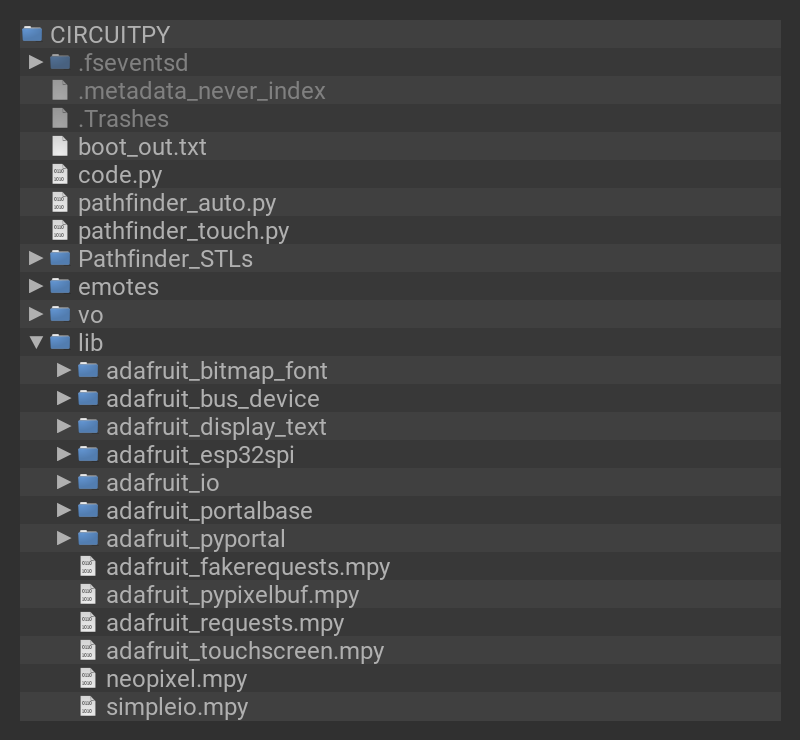 CIRCUITPY
.fseventsd
.metadata_never_index
.Trashes
boot_out.txt
code.py
pathfinder_auto.py
pathfinder_touch.py
Pathfinder_STLs
emotes
vo
lib
adafruit_bitmap_font
adafruit_bus_device
adafruit_display_text
adafruit_esp32spi
adafruit_io
adafruit_portalbase
adafruit_pyportal
adafruit_fakerequests.mpy
adafruit_pypixelbuf.mpy
adafruit_requests.mpy
adafruit_touchscreen.mpy
neopixel.mpy
simpleio.mpy